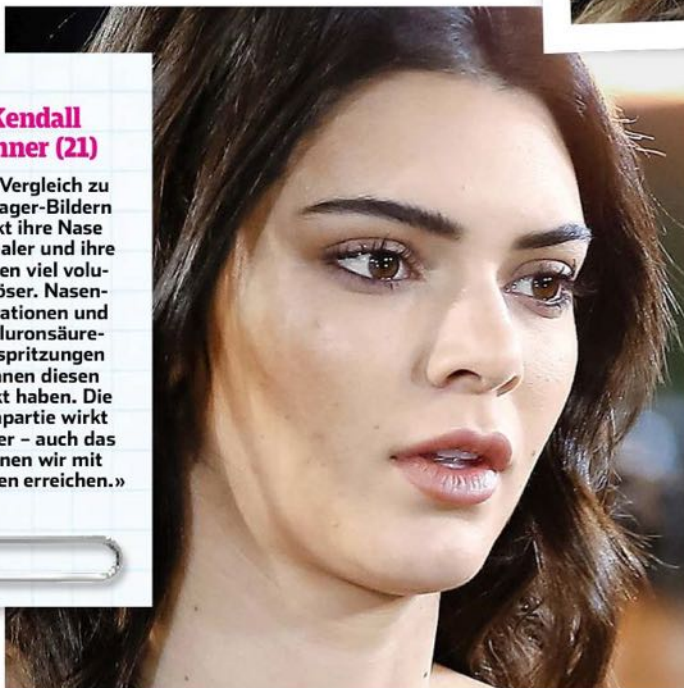 Kendall
nner (21)
Vergleich zu
ager-Bildern
kt ihre Nase
aler und ihre
en viel volu-
öser. Nasen-
ationen und
luronsäure-
spritzungen
nnen diesen
kt haben. Die
npartie wirkt
er – auch das
nen wir mit
en erreichen.»